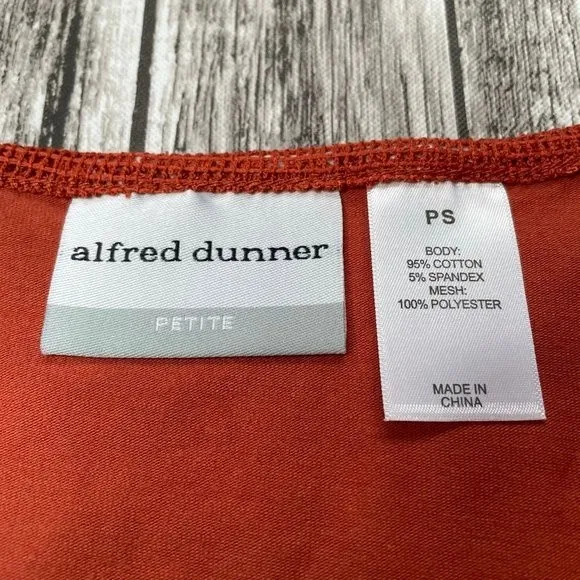 alfred dunner
PETITE
PS
BODY:
95% COTTON
5% SPANDEX
MESH:
100% POLYESTER
MADE IN
CHINA